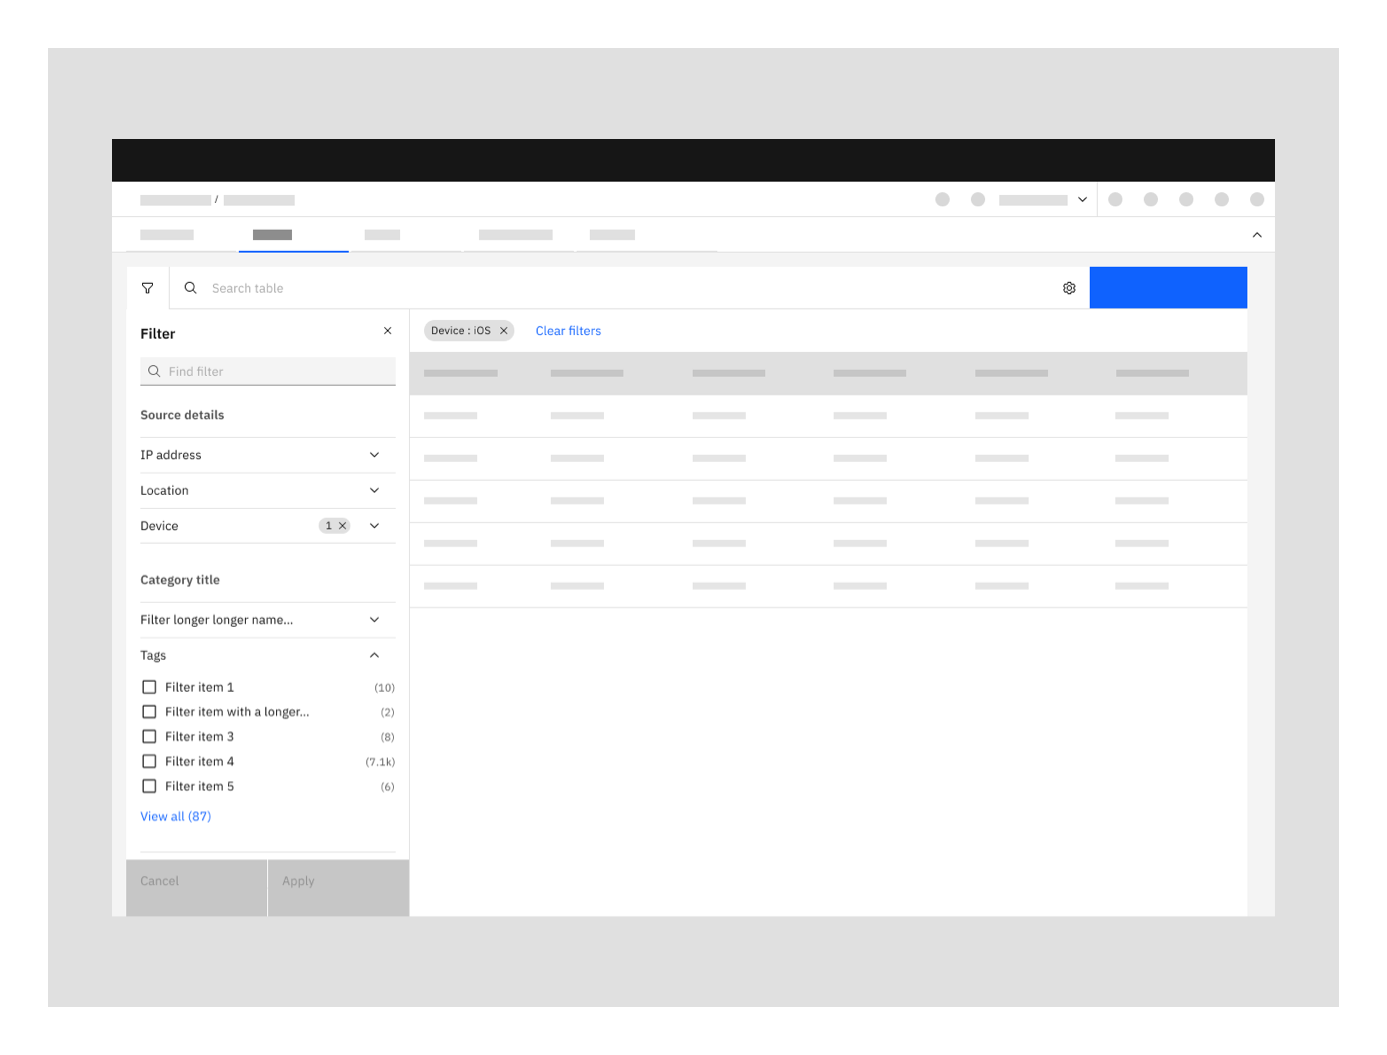 /
Search table
Filter
Device : iOS
Clear filters
Find filter
Source details
IP address
Location
Device 1
Category title
Filter longer longer name...
Tags
Filter item 1 (10)
Filter item with a longer... (2)
Filter item 3 (8)
Filter item 4 (7.1k)
Filter item 5 (6)
View all (87)
Cancel
Apply